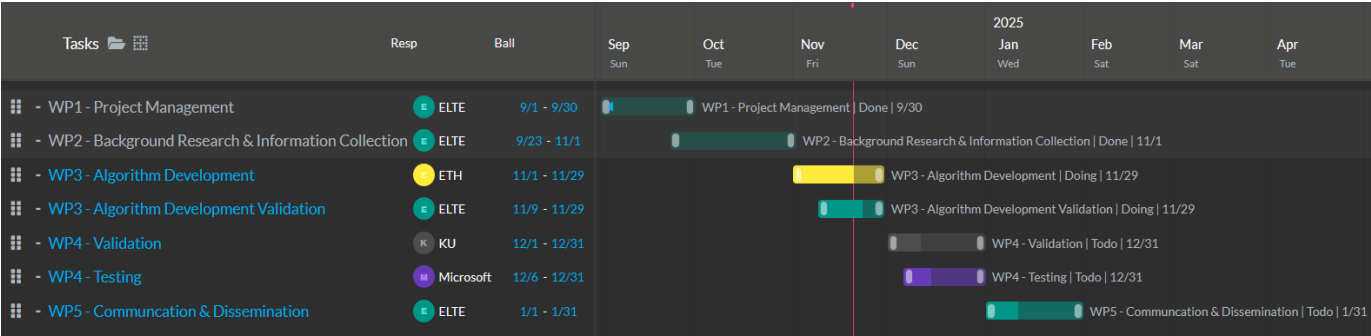 2025
Tasks Resp Ball Sep Oct Nov Dec Jan Feb Mar Apr
Sun Tue Fri Sun Wed Sat Sat Tue
- WP1 - Project Management E ELTE 9/1 - 9/30 WP1 - Project Management | Done | 9/30
- WP2 - Background Research & Information Collection E ELTE 9/23 - 11/1 WP2 - Background Research & Information Collection | Done | 11/1
- WP3 - Algorithm Development E ETH 11/1 - 11/29 WP3 - Algorithm Development | Doing | 11/29
- WP3 - Algorithm Development Validation E ELTE 11/9 - 11/29 WP3 - Algorithm Development Validation | Doing | 11/29
- WP4 - Validation K KU 12/1 - 12/31 WP4 - Validation | Todo | 12/31
- WP4 - Testing M Microsoft 12/6 - 12/31 WP4 - Testing | Todo | 12/31
- WP5 - Communcation & Dissemination E ELTE 1/1 - 1/31 WP5 - Communcation & Dissemination | Todo | 1/31